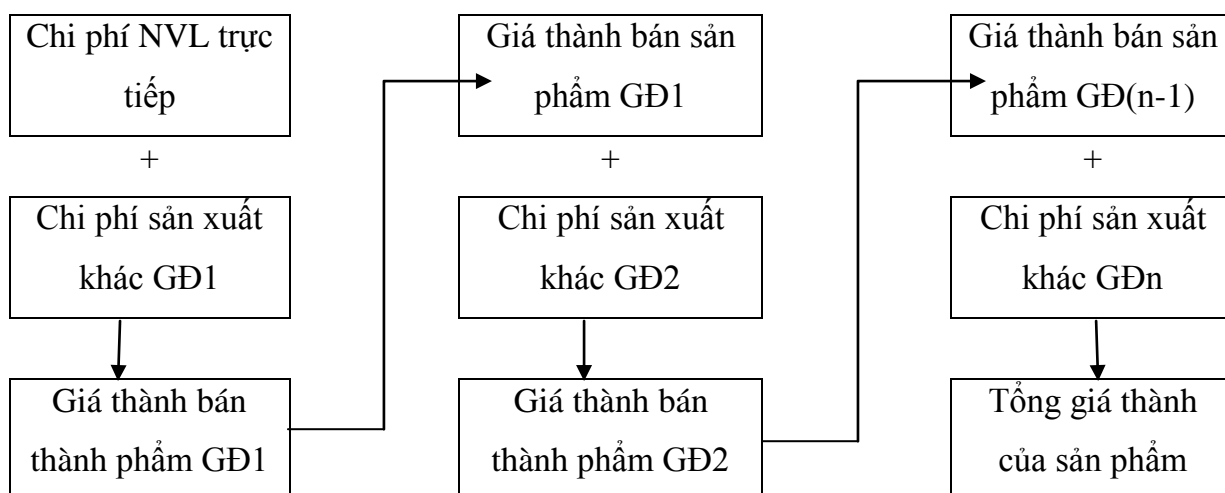 Chi phí NVL trực
tiếp
+
Chi phí sản xuất
khác GĐ1
Giá thành bán
thành phẩm GĐ1
Giá thành bán sản
phẩm GĐ1
+
Chi phí sản xuất
khác GĐ2
Giá thành bán
thành phẩm GĐ2
Giá thành bán sản
phẩm GĐ(n-1)
+
Chi phí sản xuất
khác GĐn
Tổng giá thành
của sản phẩm